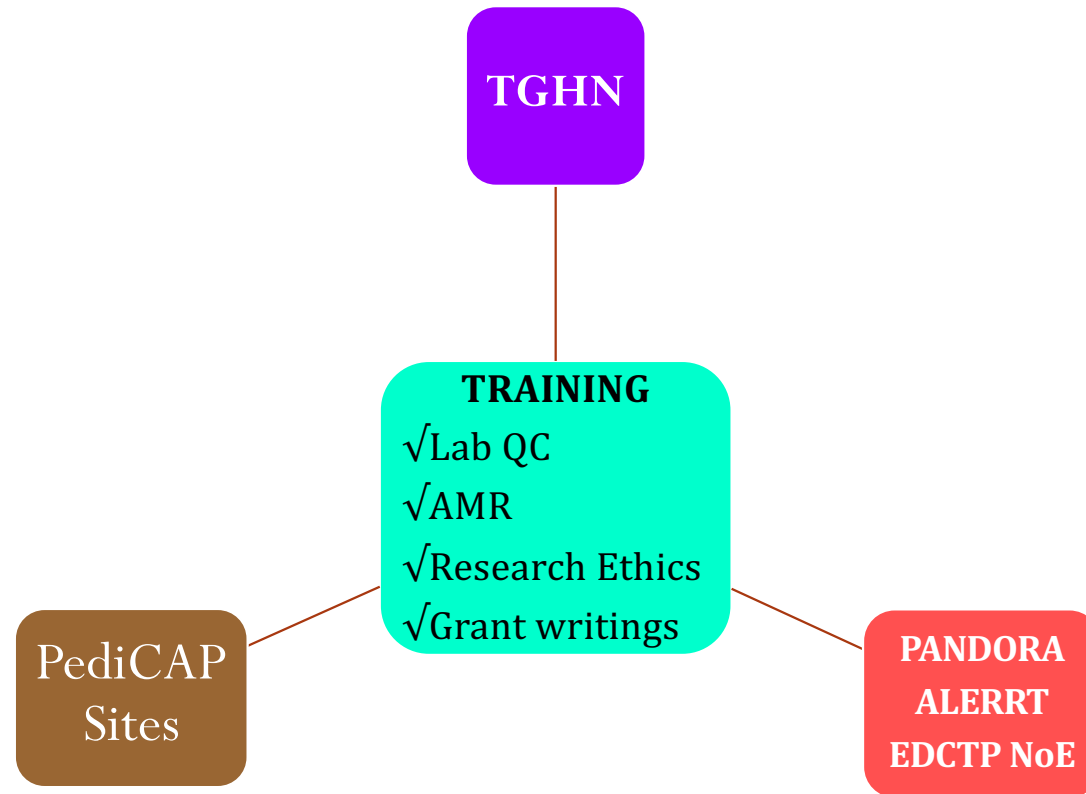 TGHN
TRAINING
√Lab QC
√AMR
√Research Ethics
√Grant writings
PediCAP
Sites
PANDORA
ALERRT
EDCTP NoE